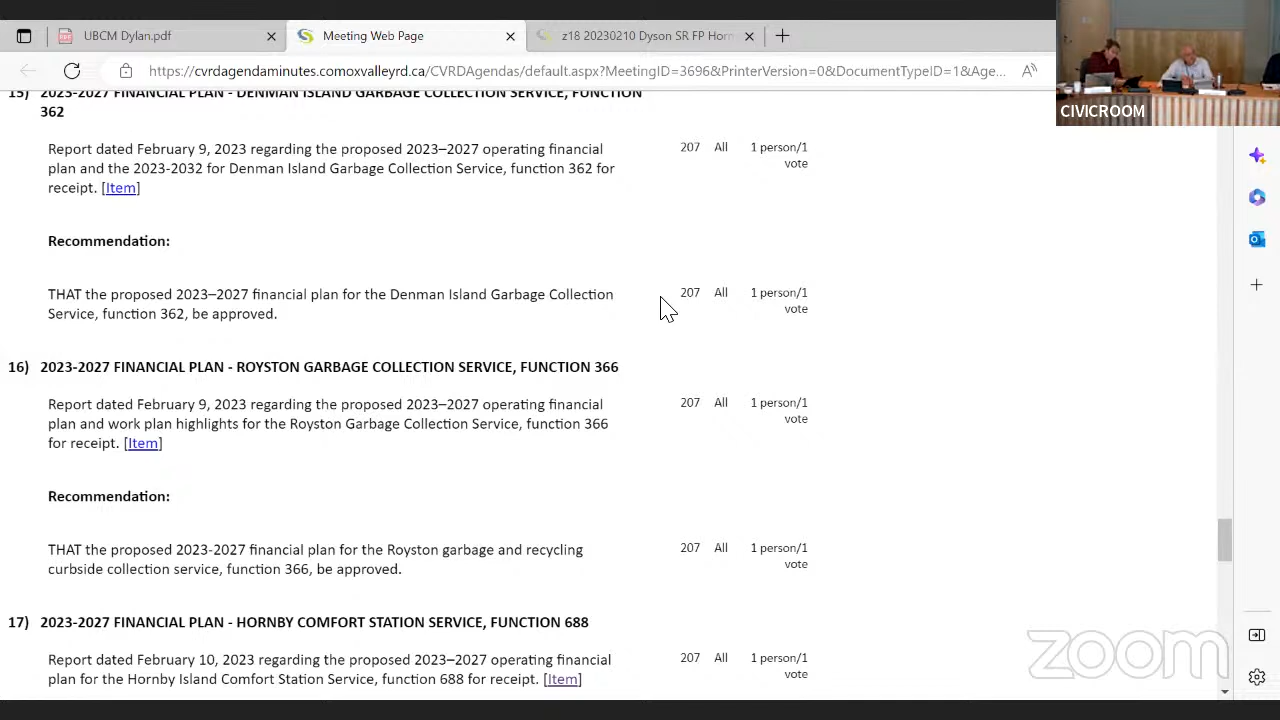 UBCM Dylan.pdf
Meeting Web Page
z18 20230210 Dyson SR FP Horn
https://cvrdagendaminutes.comoxvalleyrd.ca/CVRDAgendas/default.aspx?MeetingID=3696&PrinterVersion=0&DocumentTypeID=1&Age...
CIVICROOM
15) 2023-2027 FINANCIAL PLAN - DENMAN ISLAND GARBAGE COLLECTION SERVICE, FUNCTION
362
Report dated February 9, 2023 regarding the proposed 2023–2027 operating financial 207 All 1 person/1
plan and the 2023-2032 for Denman Island Garbage Collection Service, function 362 for vote
receipt. [Item]
Recommendation:
THAT the proposed 2023–2027 financial plan for the Denman Island Garbage Collection 207 All 1 person/1
Service, function 362, be approved. vote
16) 2023-2027 FINANCIAL PLAN - ROYSTON GARBAGE COLLECTION SERVICE, FUNCTION 366
Report dated February 9, 2023 regarding the proposed 2023–2027 operating financial 207 All 1 person/1
plan and work plan highlights for the Royston Garbage Collection Service, function 366 vote
for receipt. [Item]
Recommendation:
THAT the proposed 2023-2027 financial plan for the Royston garbage and recycling 207 All 1 person/1
curbside collection service, function 366, be approved. vote
17) 2023-2027 FINANCIAL PLAN - HORNBY COMFORT STATION SERVICE, FUNCTION 688
Report dated February 10, 2023 regarding the proposed 2023–2027 operating financial 207 All 1 person/1
plan for the Hornby Island Comfort Station Service, function 688 for receipt. [Item] vote
zoom